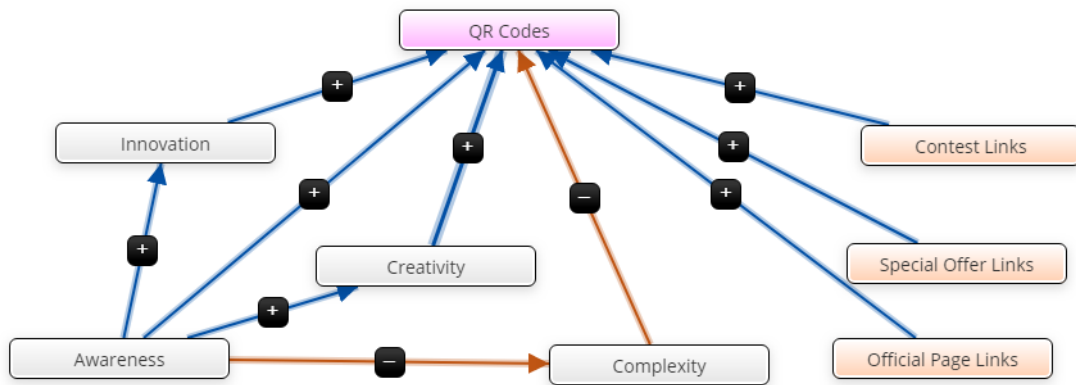 QR Codes
+
+
Innovation
Contest Links
+
+
+
+
−
+
Creativity
Special Offer Links
+
Awareness
−
Complexity
Official Page Links